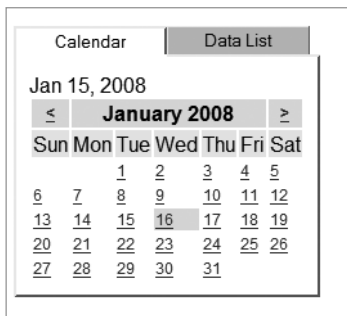 Calendar Data List
Jan 15, 2008
< January 2008 >
Sun Mon Tue Wed Thu Fri Sat
1 2 3 4 5
6 7 8 9 10 11 12
13 14 15 16 17 18 19
20 21 22 23 24 25 26
27 28 29 30 31